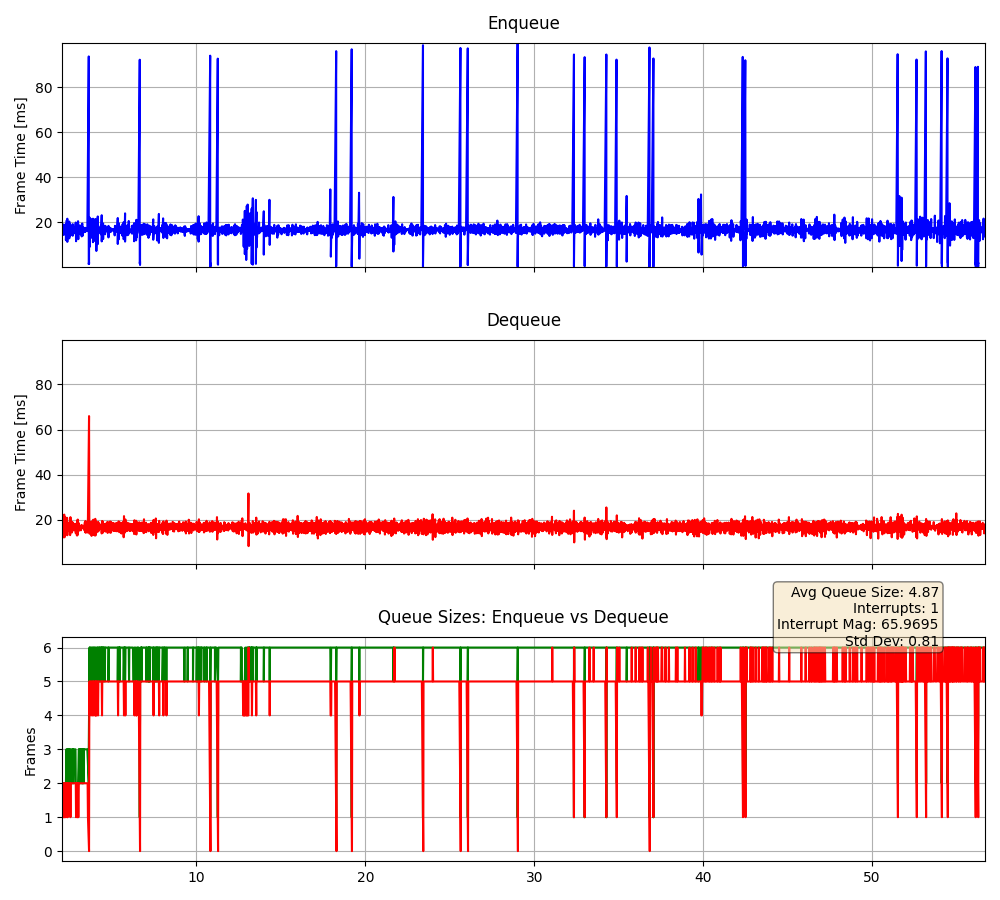 Enqueue
Frame Time [ms]
80
60
40
20
Dequeue
Frame Time [ms]
80
60
40
20
Avg Queue Size: 4.87
Interrupts: 1
Interrupt Mag: 65.9695
Std Dev: 0.81
Queue Sizes: Enqueue vs Dequeue
Frames
6
5
4
3
2
1
0
10 20 30 40 50